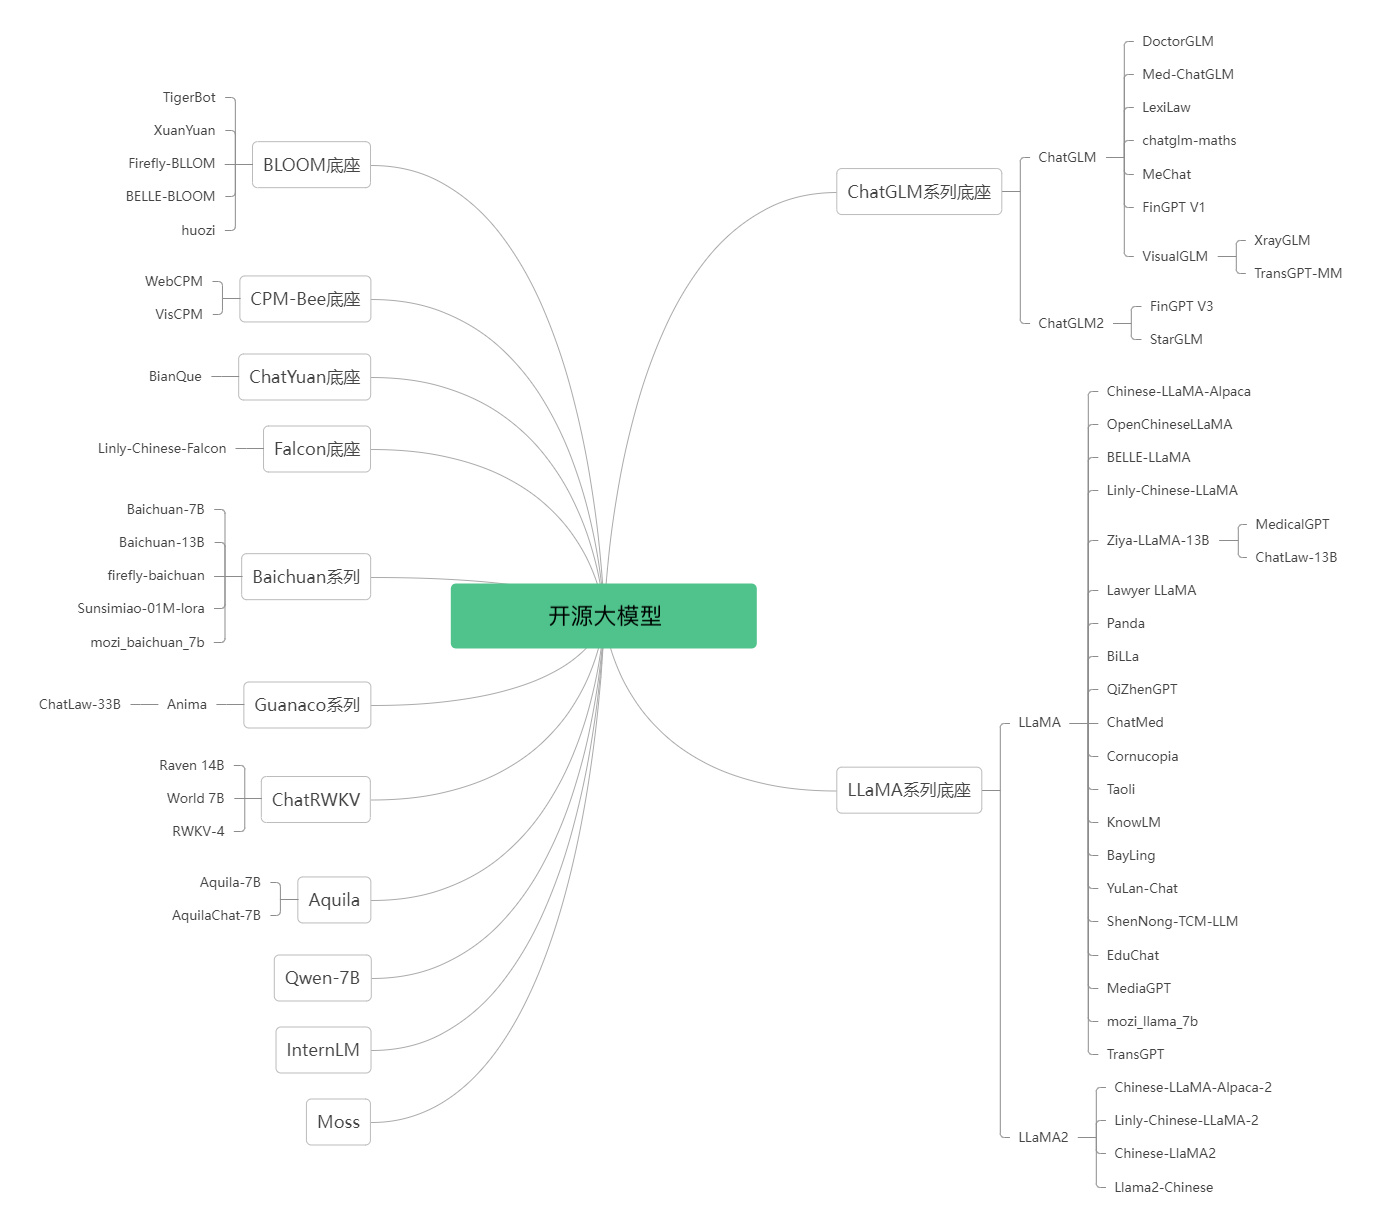 开源大模型
BLOOM底座
TigerBot
XuanYuan
Firefly-BLLOM
BELLE-BLOOM
huozi
CPM-Bee底座
WebCPM
VisCPM
ChatYuan底座
BianQue
Falcon底座
Linly-Chinese-Falcon
Baichuan系列
Baichuan-7B
Baichuan-13B
firefly-baichuan
Sunsimiao-01M-lora
mozi_baichuan_7b
Guanaco系列
Anima
ChatLaw-33B
ChatRWKV
Raven 14B
World 7B
RWKV-4
Aquila
Aquila-7B
AquilaChat-7B
Qwen-7B
InternLM
Moss
ChatGLM系列底座
ChatGLM
DoctorGLM
Med-ChatGLM
LexiLaw
chatglm-maths
MeChat
FinGPT V1
VisualGLM
XrayGLM
TransGPT-MM
ChatGLM2
FinGPT V3
StarGLM
LLaMA系列底座
LLaMA
Chinese-LLaMA-Alpaca
OpenChineseLLaMA
BELLE-LLaMA
Linly-Chinese-LLaMA
Ziya-LLaMA-13B
MedicalGPT
ChatLaw-13B
Lawyer LLaMA
Panda
BiLLa
QiZhenGPT
ChatMed
Cornucopia
Taoli
KnowLM
BayLing
YuLan-Chat
ShenNong-TCM-LLM
EduChat
MediaGPT
mozi_llama_7b
TransGPT
LLaMA2
Chinese-LLaMA-Alpaca-2
Linly-Chinese-LLaMA-2
Chinese-LlaMA2
Llama2-Chinese